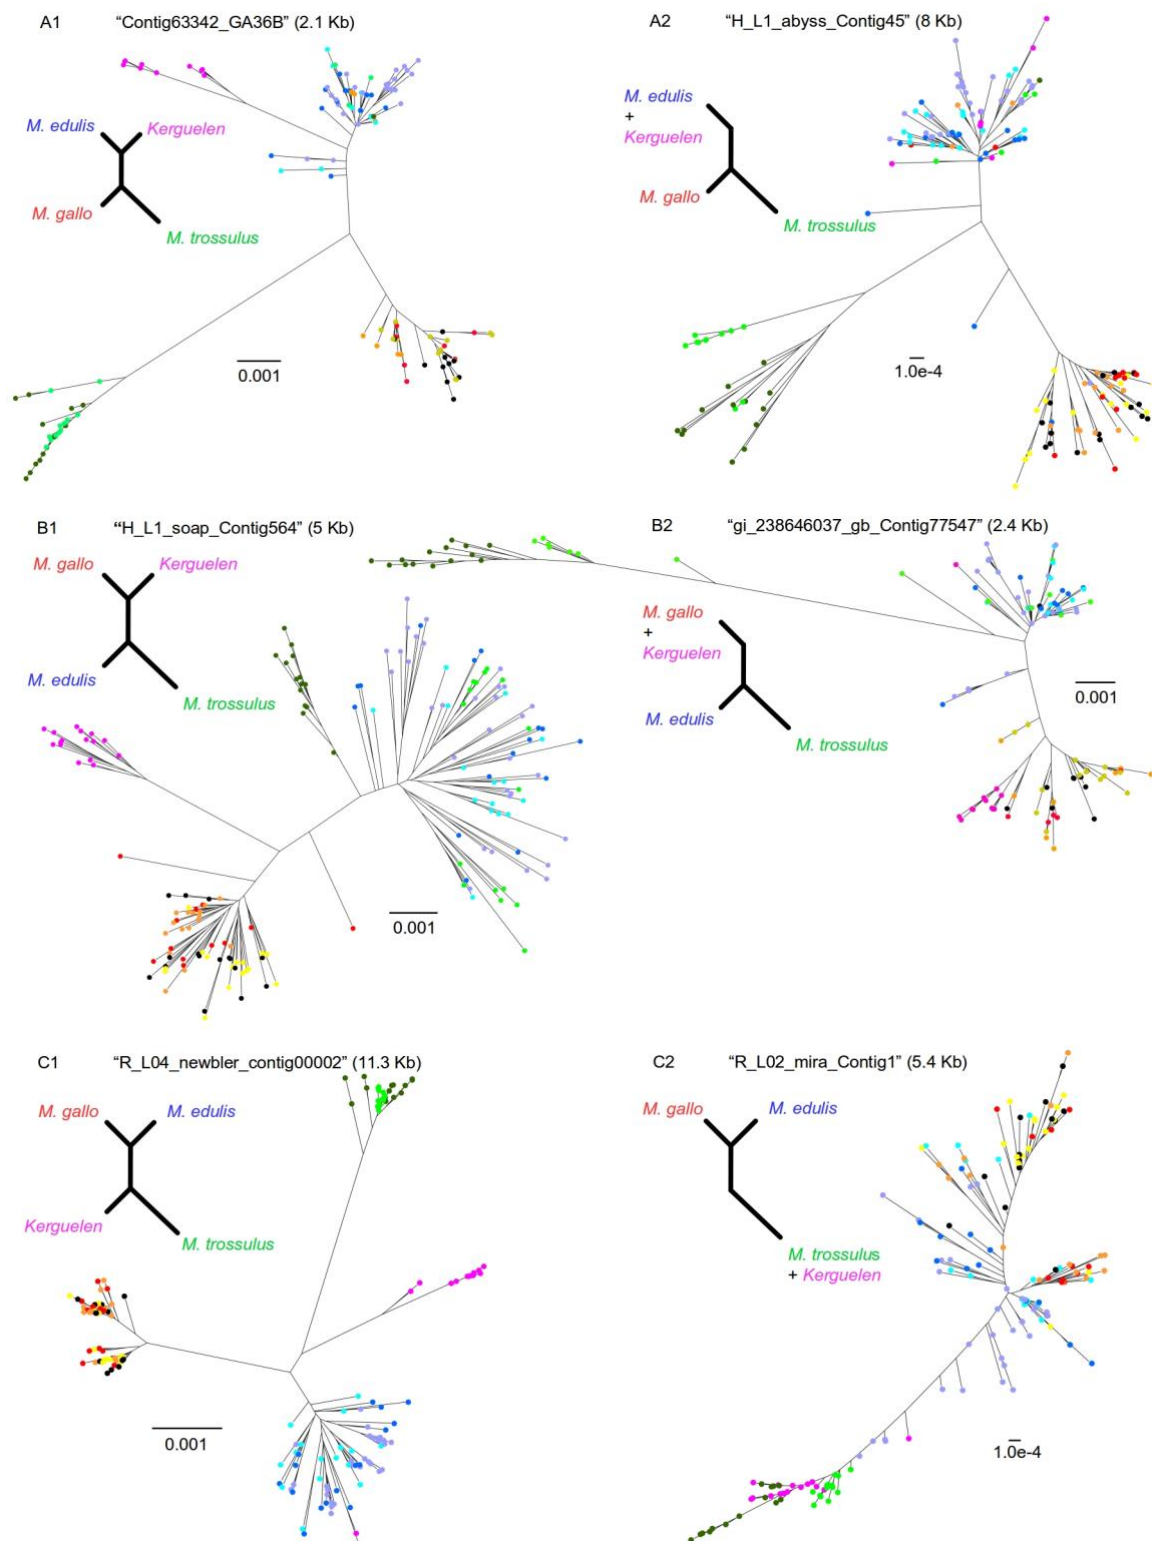 A1 “Contig63342_GA36B” (2.1 Kb)
M. edulis Kerguelen
M. gallo
M. trossulus
0.001
A2 “H_L1_abyss_Contig45” (8 Kb)
M. edulis
+
Kerguelen
M. gallo
M. trossulus
1.0e-4
B1 “H_L1_soap_Contig564” (5 Kb)
M. gallo Kerguelen
M. edulis
M. trossulus
0.001
B2 “gi_238646037_gb_Contig77547” (2.4 Kb)
M. gallo
+
Kerguelen
M. edulis
M. trossulus
0.001
C1 “R_L04_newbler_contig00002” (11.3 Kb)
M. gallo M. edulis
Kerguelen
M. trossulus
0.001
C2 “R_L02_mira_Contig1” (5.4 Kb)
M. gallo M. edulis
M. trossulus
+ Kerguelen
1.0e-4